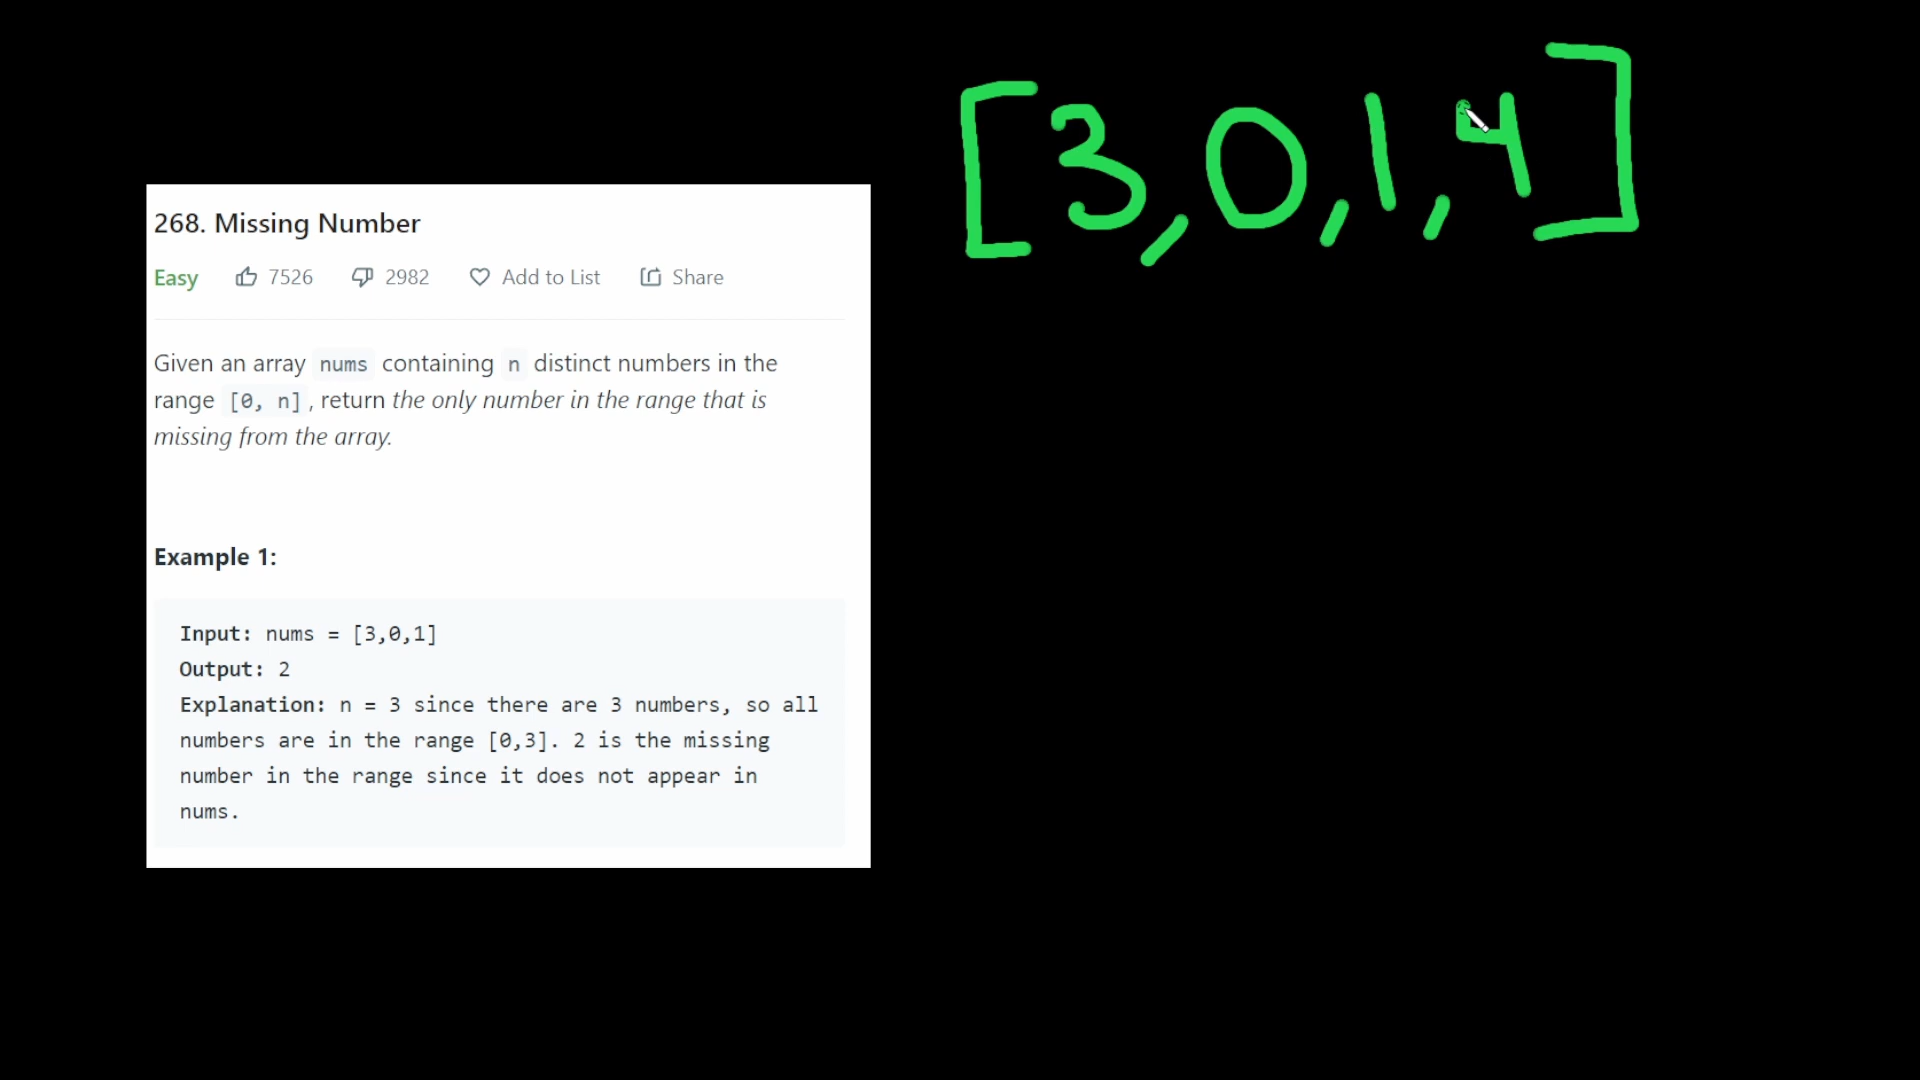 [3,0,1,4]
268. Missing Number
Easy 7526 2982 Add to List Share
Given an array nums containing n distinct numbers in the
range [0, n], return the only number in the range that is
missing from the array.
Example 1:
Input: nums = [3,0,1]
Output: 2
Explanation: n = 3 since there are 3 numbers, so all
numbers are in the range [0,3]. 2 is the missing
number in the range since it does not appear in
nums.